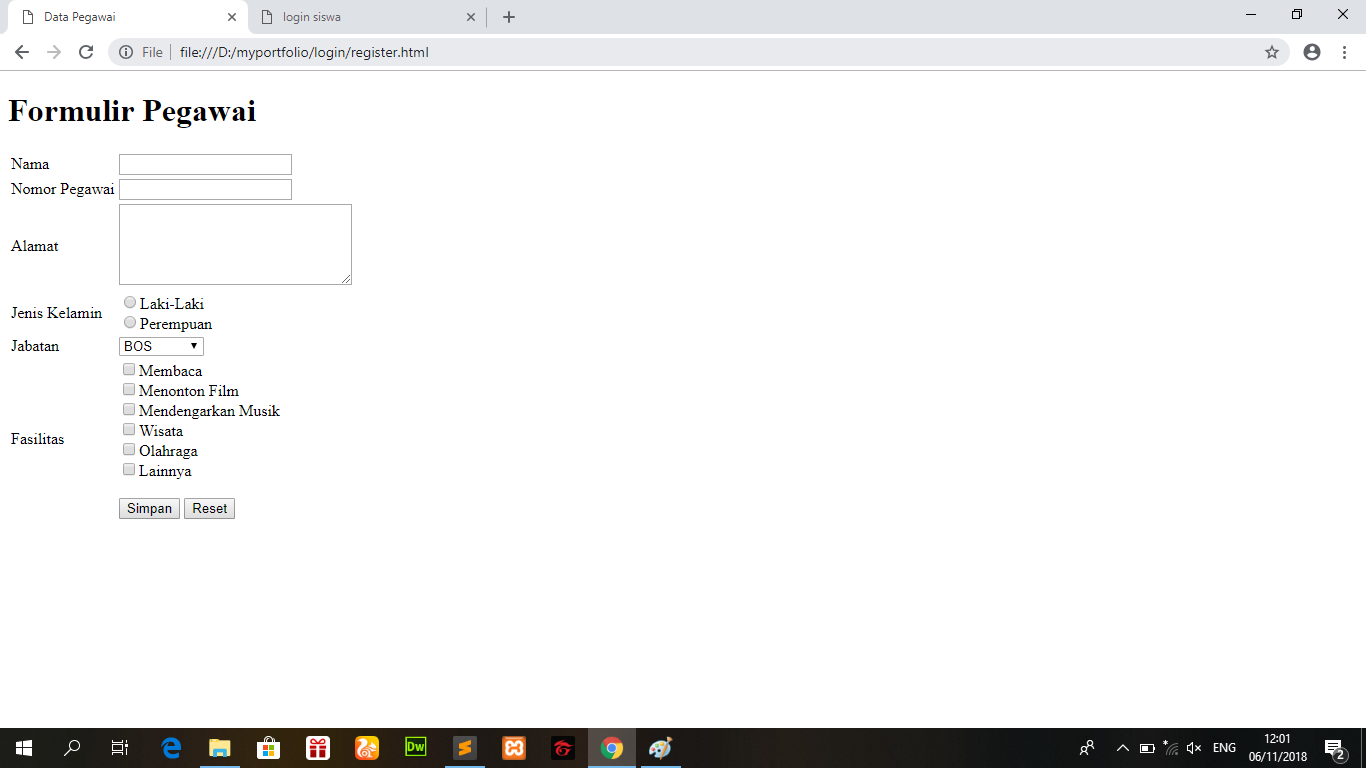 Data Pegawai
login siswa
File
file:///D:/myportfolio/login/register.html
Formulir Pegawai
Nama
Nomor Pegawai
Alamat
Jenis Kelamin
Laki-Laki
Perempuan
Jabatan
BOS
Fasilitas
Membaca
Menonton Film
Mendengarkan Musik
Wisata
Olahraga
Lainnya
Simpan Reset
Dw
ENG
12:01
06/11/2018
2